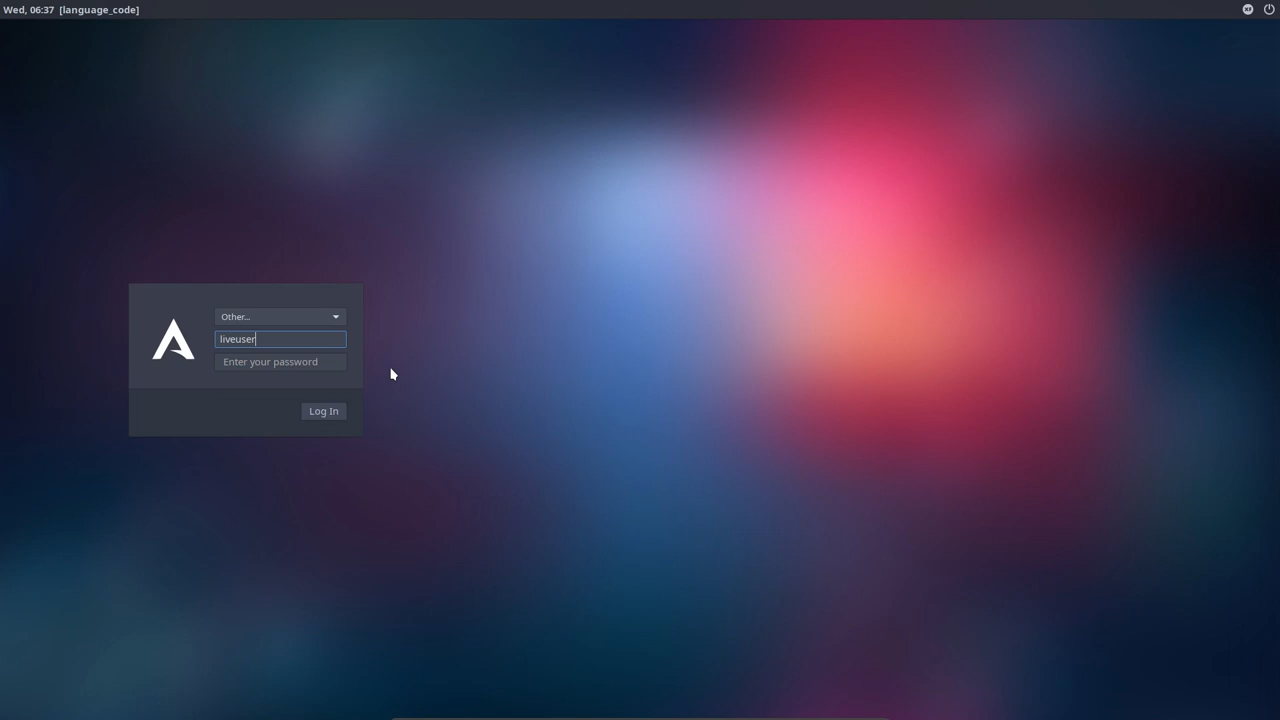 Wed, 06:37 [language_code]
Other...
liveuser
Enter your password
Log In